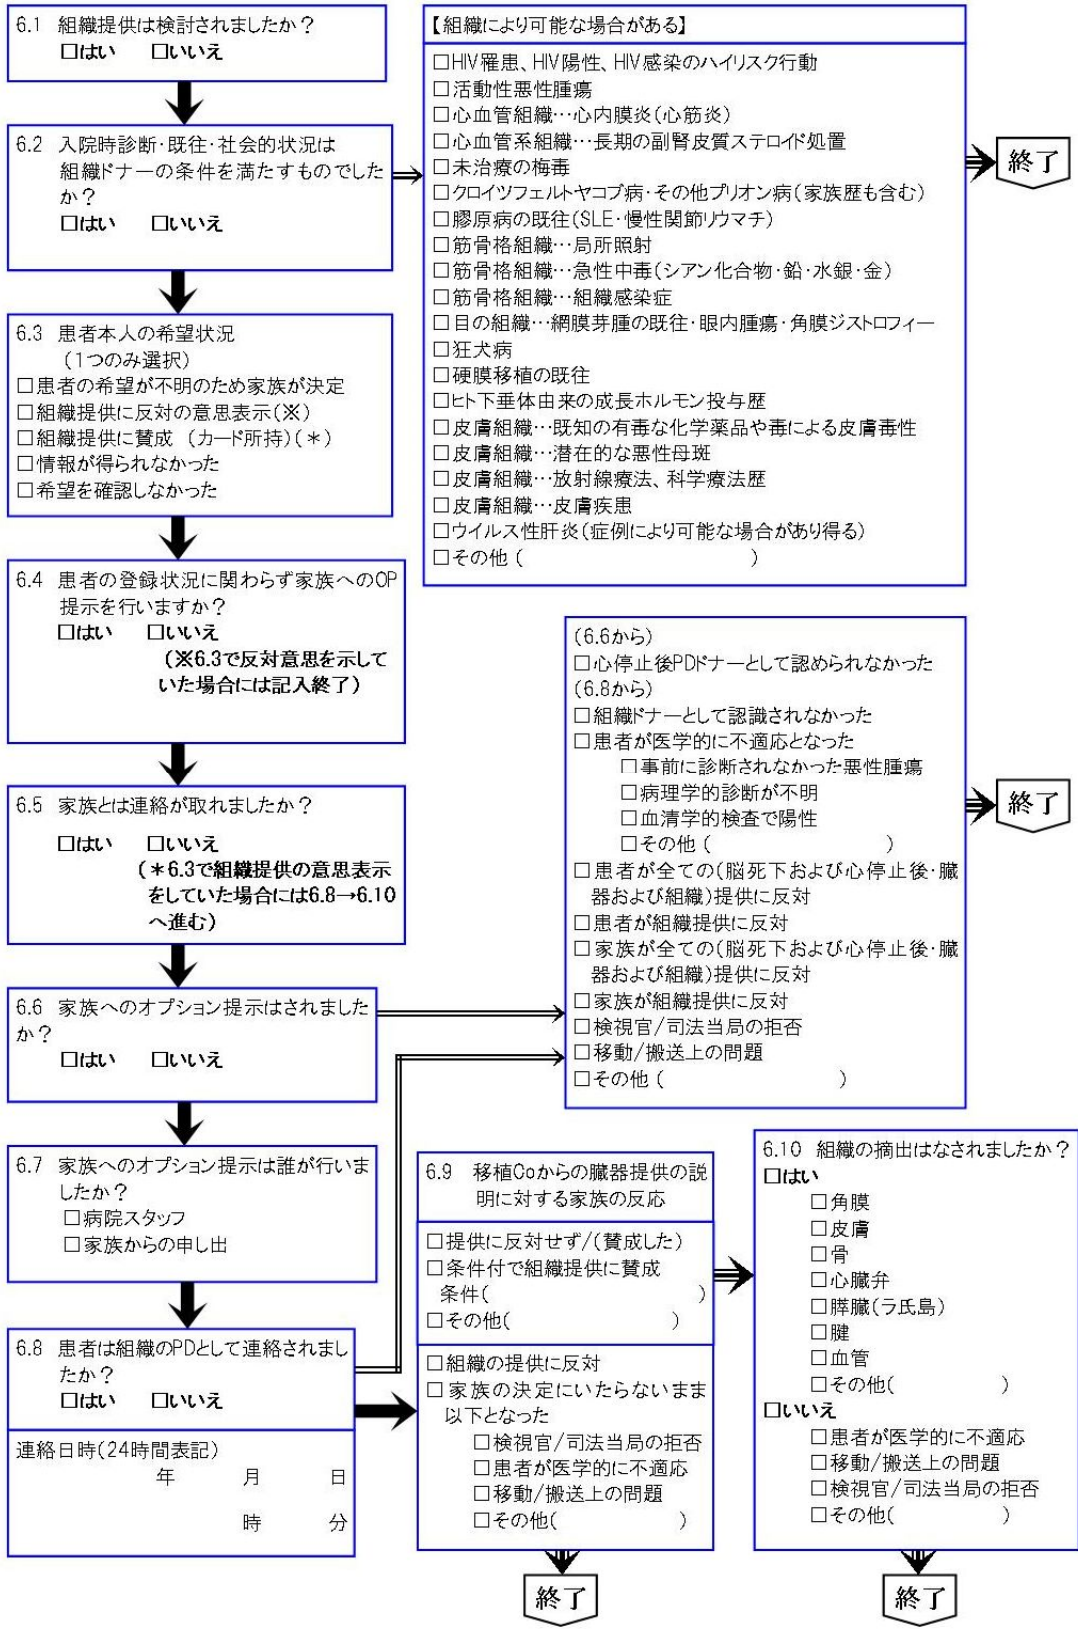 6.1 組織提供は検討されましたか?
□はい □いいえ
6.2 入院時診断・既往・社会的状況は
組織ドナーの条件を満たすものでした
か?
□はい □いいえ
【組織により可能な場合がある】
□HIV罹患、HIV陽性、HIV感染のハイリスク行動
□活動性悪性腫瘍
□心血管組織…心内膜炎(心筋炎)
□心血管系組織…長期の副腎皮質ステロイド処置
□未治療の梅毒
□クロイツフェルトヤコブ病・その他プリオン病(家族歴も含む)
□膠原病の既往(SLE・慢性関節リウマチ)
□筋骨格組織…局所照射
□筋骨格組織…急性中毒(シアン化合物・鉛・水銀・金)
□筋骨格組織…組織感染症
□目の組織…網膜芽腫の既往・眼内腫瘍・角膜ジストロフィー
□狂犬病
□硬膜移植の既往
□ヒト下垂体由来の成長ホルモン投与歴
□皮膚組織…既知の有毒な化学薬品や毒による皮膚毒性
□皮膚組織…潜在的な悪性母斑
□皮膚組織…放射線療法、科学療法歴
□皮膚組織…皮膚疾患
□ウイルス性肝炎(症例により可能な場合があり得る)
□その他( )
終了
6.3 患者本人の希望状況
(1つのみ選択)
□患者の希望が不明のため家族が決定
□組織提供に反対の意思表示(※)
□組織提供に賛成 (カード所持)(*)
□情報が得られなかった
□希望を確認しなかった
6.4 患者の登録状況に関わらず家族へのOP
提示を行いますか?
□はい □いいえ
(※6.3で反対意思を示して
いた場合には記入終了)
6.5 家族とは連絡が取れましたか?
□はい □いいえ
(*6.3で組織提供の意思表示
をしていた場合には6.8→6.10
へ進む)
6.6 家族へのオプション提示はされました
か?
□はい □いいえ
(6.6から)
□心停止後PDドナーとして認められなかった
(6.8から)
□組織ドナーとして認識されなかった
□患者が医学的に不適応となった
□事前に診断されなかった悪性腫瘍
□病理学的診断が不明
□血清学的検査で陽性
□その他( )
□患者が全ての(脳死下および心停止後・臓
器および組織)提供に反対
□患者が組織提供に反対
□家族が全ての(脳死下および心停止後・臓
器および組織)提供に反対
□家族が組織提供に反対
□検視官/司法当局の拒否
□移動/搬送上の問題
□その他( )
終了
6.7 家族へのオプション提示は誰が行いま
したか?
□病院スタッフ
□家族からの申し出
6.8 患者は組織のPDとして連絡されまし
たか?
□はい □いいえ
連絡日時(24時間表記)
年 月 日
時 分
6.9 移植Coからの臓器提供の説
明に対する家族の反応
□提供に反対せず/(賛成した)
□条件付で組織提供に賛成
条件( )
□その他( )
□組織の提供に反対
□家族の決定にいたらないまま
以下となった
□検視官/司法当局の拒否
□患者が医学的に不適応
□移動/搬送上の問題
□その他( )
終了
6.10 組織の摘出はなされましたか?
□はい
□角膜
□皮膚
□骨
□心臓弁
□膵臓(ラ氏島)
□腱
□血管
□その他( )
□いいえ
□患者が医学的に不適応
□移動/搬送上の問題
□検視官/司法当局の拒否
□その他( )
終了